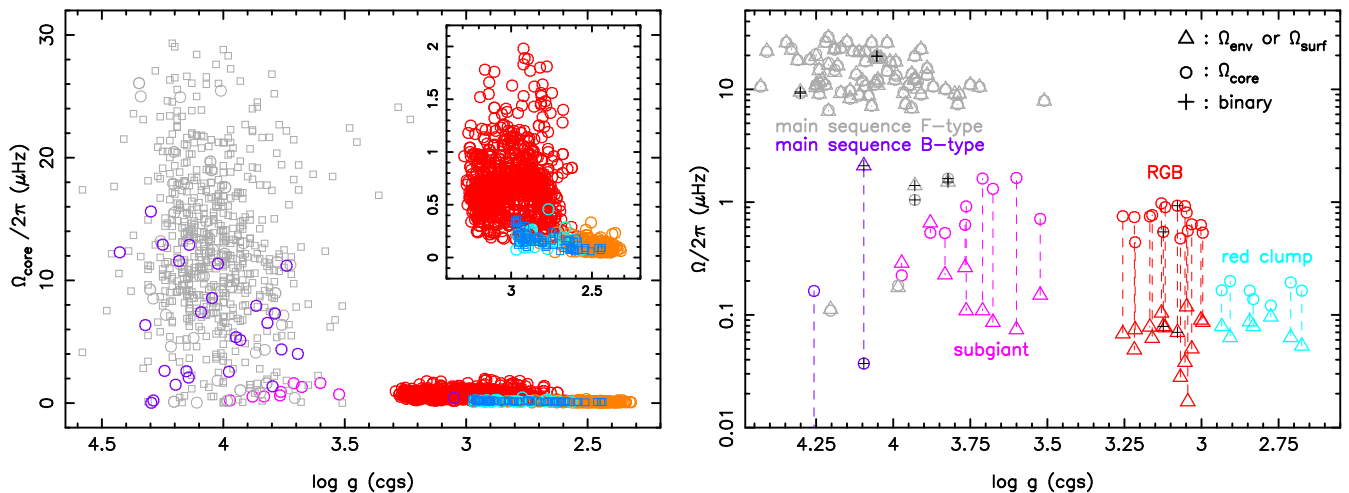 30
20
10
0
Ω_core/2π (μHz)
2
1.5
1
0.5
0
3
2.5
4.5
4
3.5
3
2.5
log g (cgs)
10
1
0.1
0.01
Ω/2π (μHz)
△ : Ω_env or Ω_surf
○ : Ω_core
+ : binary
main sequence F−type
main sequence B−type
RGB
red clump
subgiant
4.25
4
3.75
3.5
3.25
3
2.75
log g (cgs)